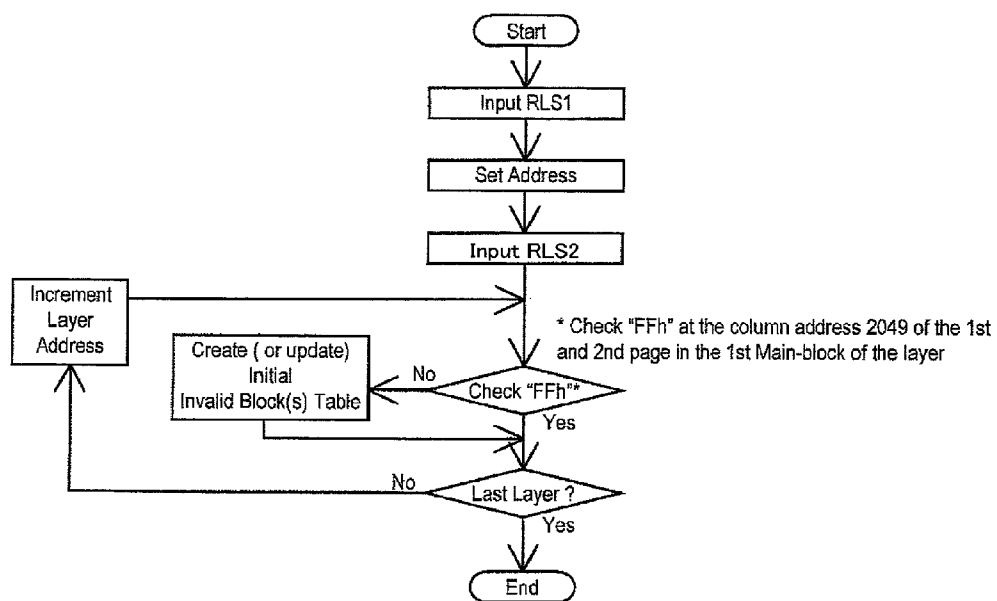 Start
Input RLS1
Set Address
Input RLS2
Increment
Layer
Address
* Check "FFh" at the column address 2049 of the 1st
and 2nd page in the 1st Main-block of the layer
Create ( or update)
Initial
Invalid Block(s) Table
No
Check "FFh"*
Yes
No
Last Layer ?
Yes
End